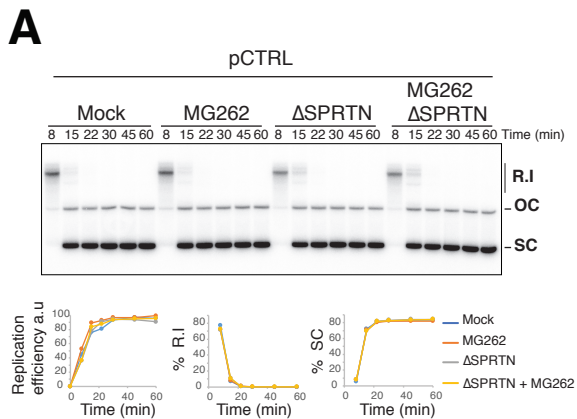 A
pCTRL
Mock MG262 ΔSPRTN MG262 ΔSPRTN
8 15 22 30 45 60 8 15 22 30 45 60 8 15 22 30 45 60 8 15 22 30 45 60 Time (min)
R.I
OC
SC
Replication efficiency a.u
100
80
60
40
20
0
0 20 40 60
Time (min)
% R.I
80
60
40
20
0
0 20 40 60
Time (min)
% SC
100
80
60
40
20
0
0 20 40 60
Time (min)
Mock
MG262
ΔSPRTN
ΔSPRTN + MG262